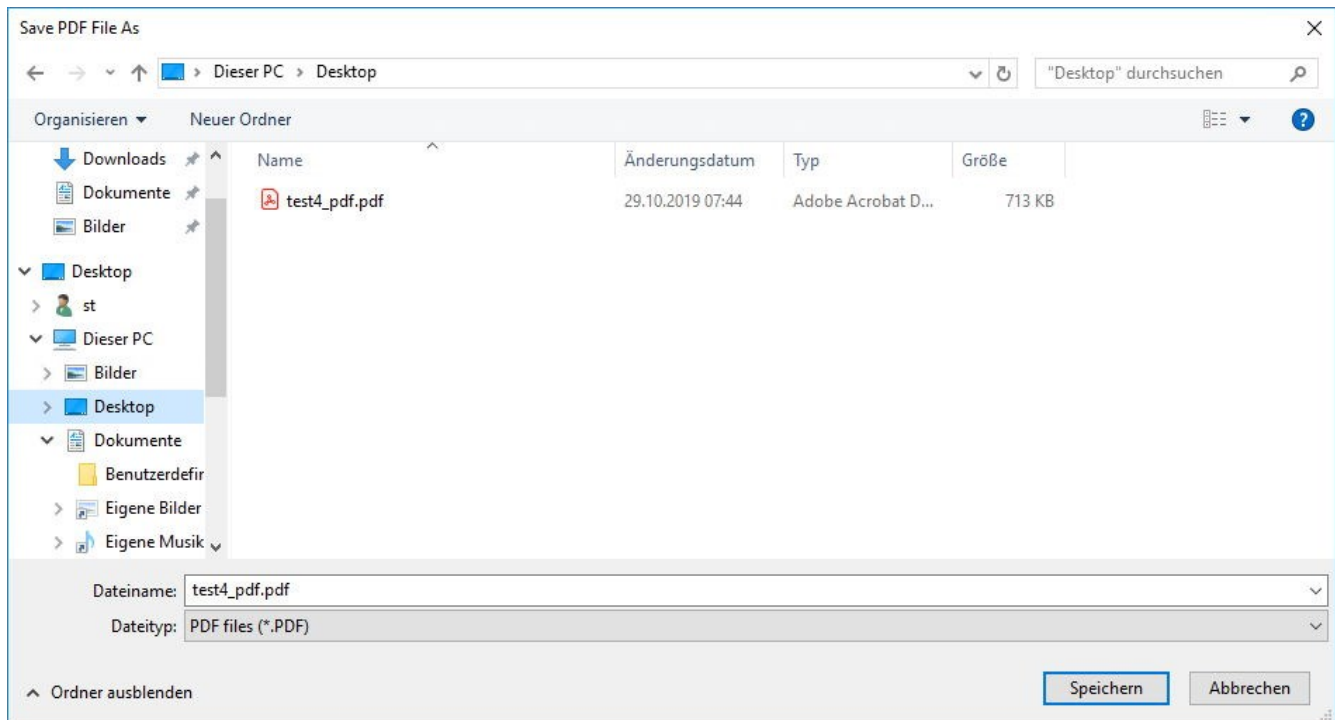 Save PDF File As
Dieser PC > Desktop
"Desktop" durchsuchen
Organisieren
Neuer Ordner
Downloads
Dokumente
Bilder
Desktop
st
Dieser PC
Bilder
Desktop
Dokumente
Benutzerdefir
Eigene Bilder
Eigene Musik
Name Änderungsdatum Typ Größe
test4_pdf.pdf 29.10.2019 07:44 Adobe Acrobat D... 713 KB
Dateiname: test4_pdf.pdf
Dateityp: PDF files (*.PDF)
Ordner ausblenden
Speichern
Abbrechen